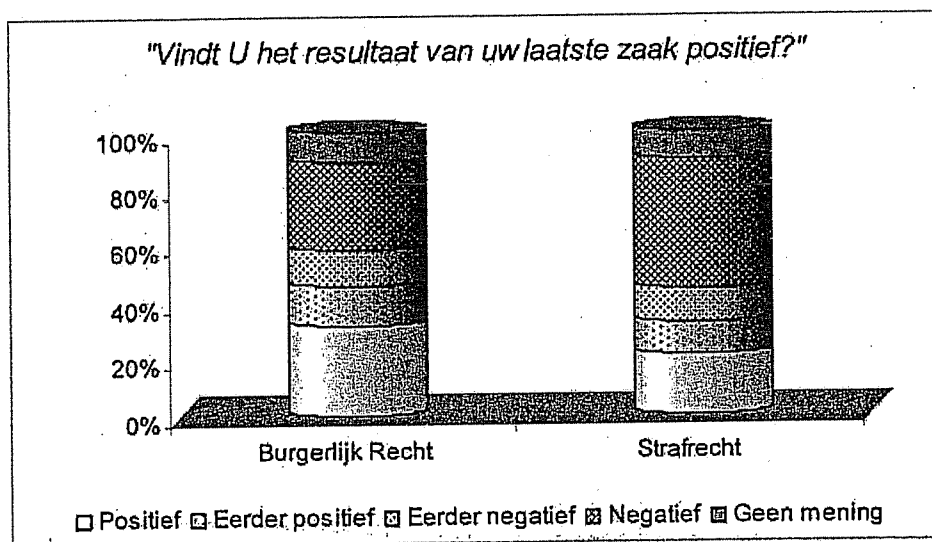 "Vindt U het resultaat van uw laatste zaak positief?"
100%
80%
60%
40%
20%
0%
Burgerlijk Recht Strafrecht
Positief Eerder positief Eerder negatief Negatief Geen mening